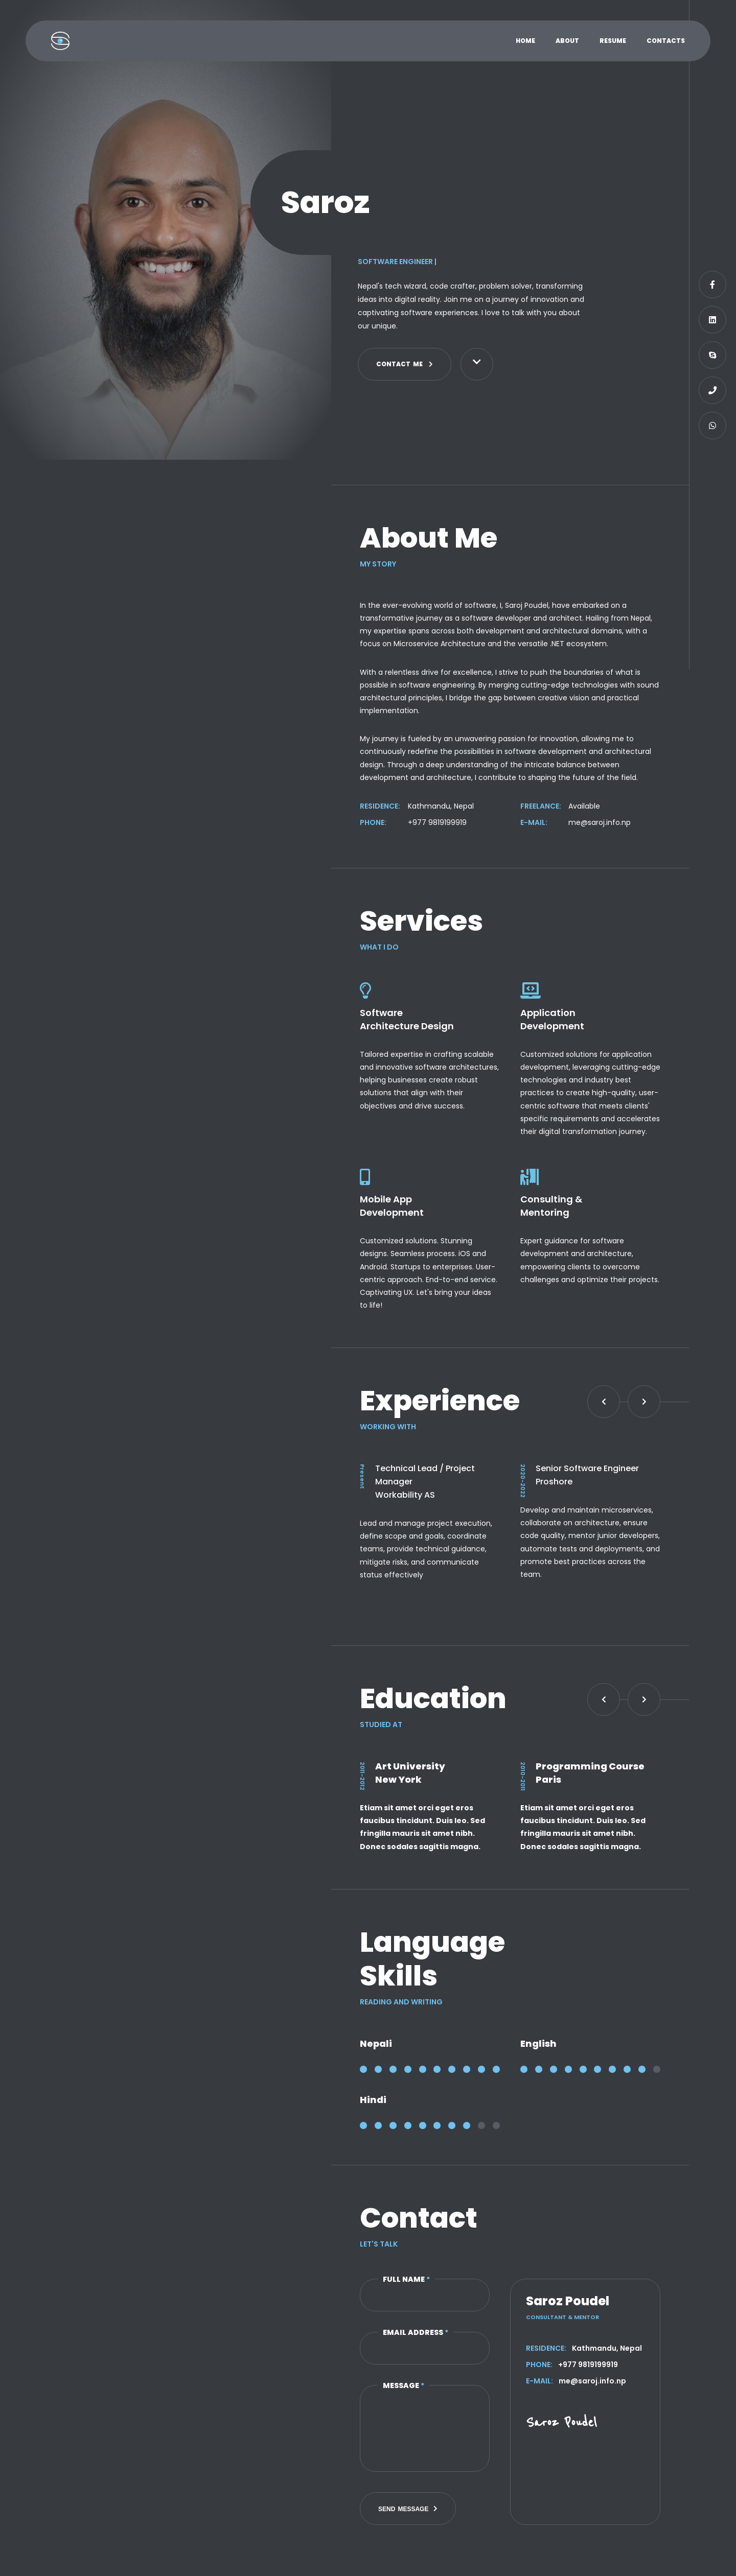 HOME ABOUT RESUME CONTACTS
Saroz
SOFTWARE ENGINEER |
Nepal's tech wizard, code crafter, problem solver, transforming
ideas into digital reality. Join me on a journey of innovation and
captivating software experiences. I love to talk with you about
our unique.
CONTACT ME
About Me
MY STORY
In the ever-evolving world of software, I, Saroj Poudel, have embarked on a
transformative journey as a software developer and architect. Hailing from Nepal,
my expertise spans across both development and architectural domains, with a
focus on Microservice Architecture and the versatile .NET ecosystem.
With a relentless drive for excellence, I strive to push the boundaries of what is
possible in software engineering. By merging cutting-edge technologies with sound
architectural principles, I bridge the gap between creative vision and practical
implementation.
My journey is fueled by an unwavering passion for innovation, allowing me to
continuously redefine the possibilities in software development and architectural
design. Through a deep understanding of the intricate balance between
development and architecture, I contribute to shaping the future of the field.
RESIDENCE: Kathmandu, Nepal
FREELANCE: Available
PHONE: +977 9819199919
E-MAIL: me@saroj.info.np
Services
WHAT I DO
Software
Architecture Design
Tailored expertise in crafting scalable
and innovative software architectures,
helping businesses create robust
solutions that align with their
objectives and drive success.
Application
Development
Customized solutions for application
development, leveraging cutting-edge
technologies and industry best
practices to create high-quality, user-
centric software that meets clients'
specific requirements and accelerates
their digital transformation journey.
Mobile App
Development
Customized solutions. Stunning
designs. Seamless process. iOS and
Android. Startups to enterprises. User-
centric approach. End-to-end service.
Captivating UX. Let's bring your ideas
to life!
Consulting &
Mentoring
Expert guidance for software
development and architecture,
empowering clients to overcome
challenges and optimize their projects.
Experience
WORKING WITH
Present
Technical Lead / Project
Manager
Workability AS
Lead and manage project execution,
define scope and goals, coordinate
teams, provide technical guidance,
mitigate risks, and communicate
status effectively
2020-2022
Senior Software Engineer
Proshore
Develop and maintain microservices,
collaborate on architecture, ensure
code quality, mentor junior developers,
automate tests and deployments, and
promote best practices across the
team.
Education
STUDIED AT
2011-2012
Art University
New York
Etiam sit amet orci eget eros
faucibus tincidunt. Duis leo. Sed
fringilla mauris sit amet nibh.
Donec sodales sagittis magna.
2010-2011
Programming Course
Paris
Etiam sit amet orci eget eros
faucibus tincidunt. Duis leo. Sed
fringilla mauris sit amet nibh.
Donec sodales sagittis magna.
Language
Skills
READING AND WRITING
Nepali
English
Hindi
Contact
LET'S TALK
FULL NAME *
EMAIL ADDRESS *
MESSAGE *
SEND MESSAGE
Saroz Poudel
CONSULTANT & MENTOR
RESIDENCE: Kathmandu, Nepal
PHONE: +977 9819199919
E-MAIL: me@saroj.info.np
Saroz Poudel